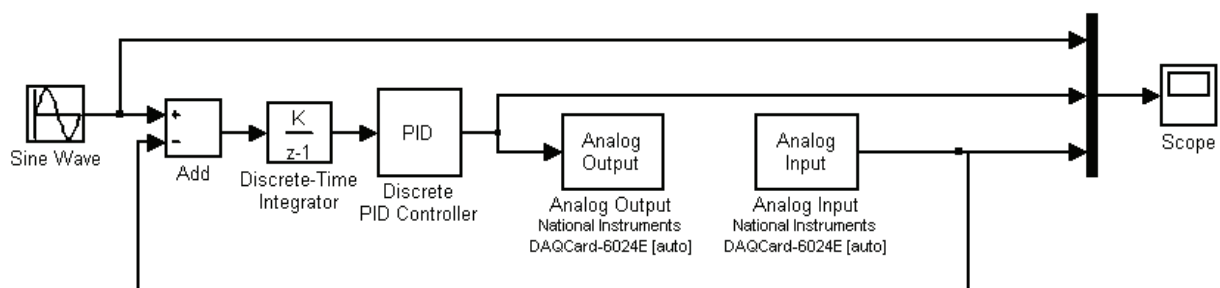 Sine Wave
+
−
Add
K
z-1
Discrete-Time
Integrator
PID
Discrete
PID Controller
Analog
Output
Analog Output
National Instruments
DAQCard-6024E [auto]
Analog
Input
Analog Input
National Instruments
DAQCard-6024E [auto]
Scope